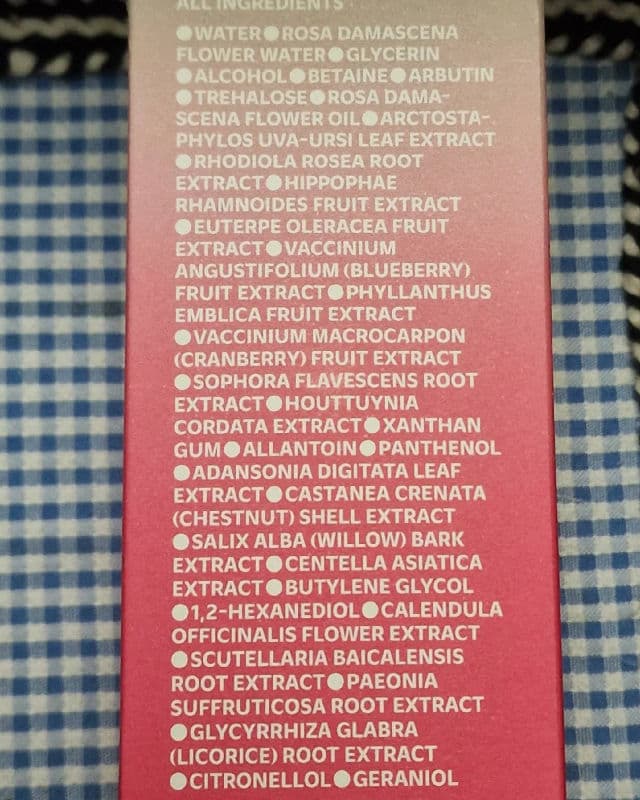 ALL INGREDIENTS
●WATER●ROSA DAMASCENA
FLOWER WATER●GLYCERIN
●ALCOHOL●BETAINE●ARBUTIN
●TREHALOSE●ROSA DAMA-
SCENA FLOWER OIL●ARCTOSTA-
PHYLOS UVA-URSI LEAF EXTRACT
●RHODIOLA ROSEA ROOT
EXTRACT●HIPPOPHAE
RHAMNOIDES FRUIT EXTRACT
●EUTERPE OLERACEA FRUIT
EXTRACT●VACCINIUM
ANGUSTIFOLIUM (BLUEBERRY)
FRUIT EXTRACT●PHYLLANTHUS
EMBLICA FRUIT EXTRACT
●VACCINIUM MACROCARPON
(CRANBERRY) FRUIT EXTRACT
●SOPHORA FLAVESCENS ROOT
EXTRACT●HOUTTUYNIA
CORDATA EXTRACT●XANTHAN
GUM●ALLANTOIN●PANTHENOL
●ADANSONIA DIGITATA LEAF
EXTRACT●CASTANEA CRENATA
(CHESTNUT) SHELL EXTRACT
●SALIX ALBA (WILLOW) BARK
EXTRACT●CENTELLA ASIATICA
EXTRACT●BUTYLENE GLYCOL
●1,2-HEXANEDIOL●CALENDULA
OFFICINALIS FLOWER EXTRACT
●SCUTELLARIA BAICALENSIS
ROOT EXTRACT●PAEONIA
SUFFRUTICOSA ROOT EXTRACT
●GLYCYRRHIZA GLABRA
(LICORICE) ROOT EXTRACT
●CITRONELLOL●GERANIOL